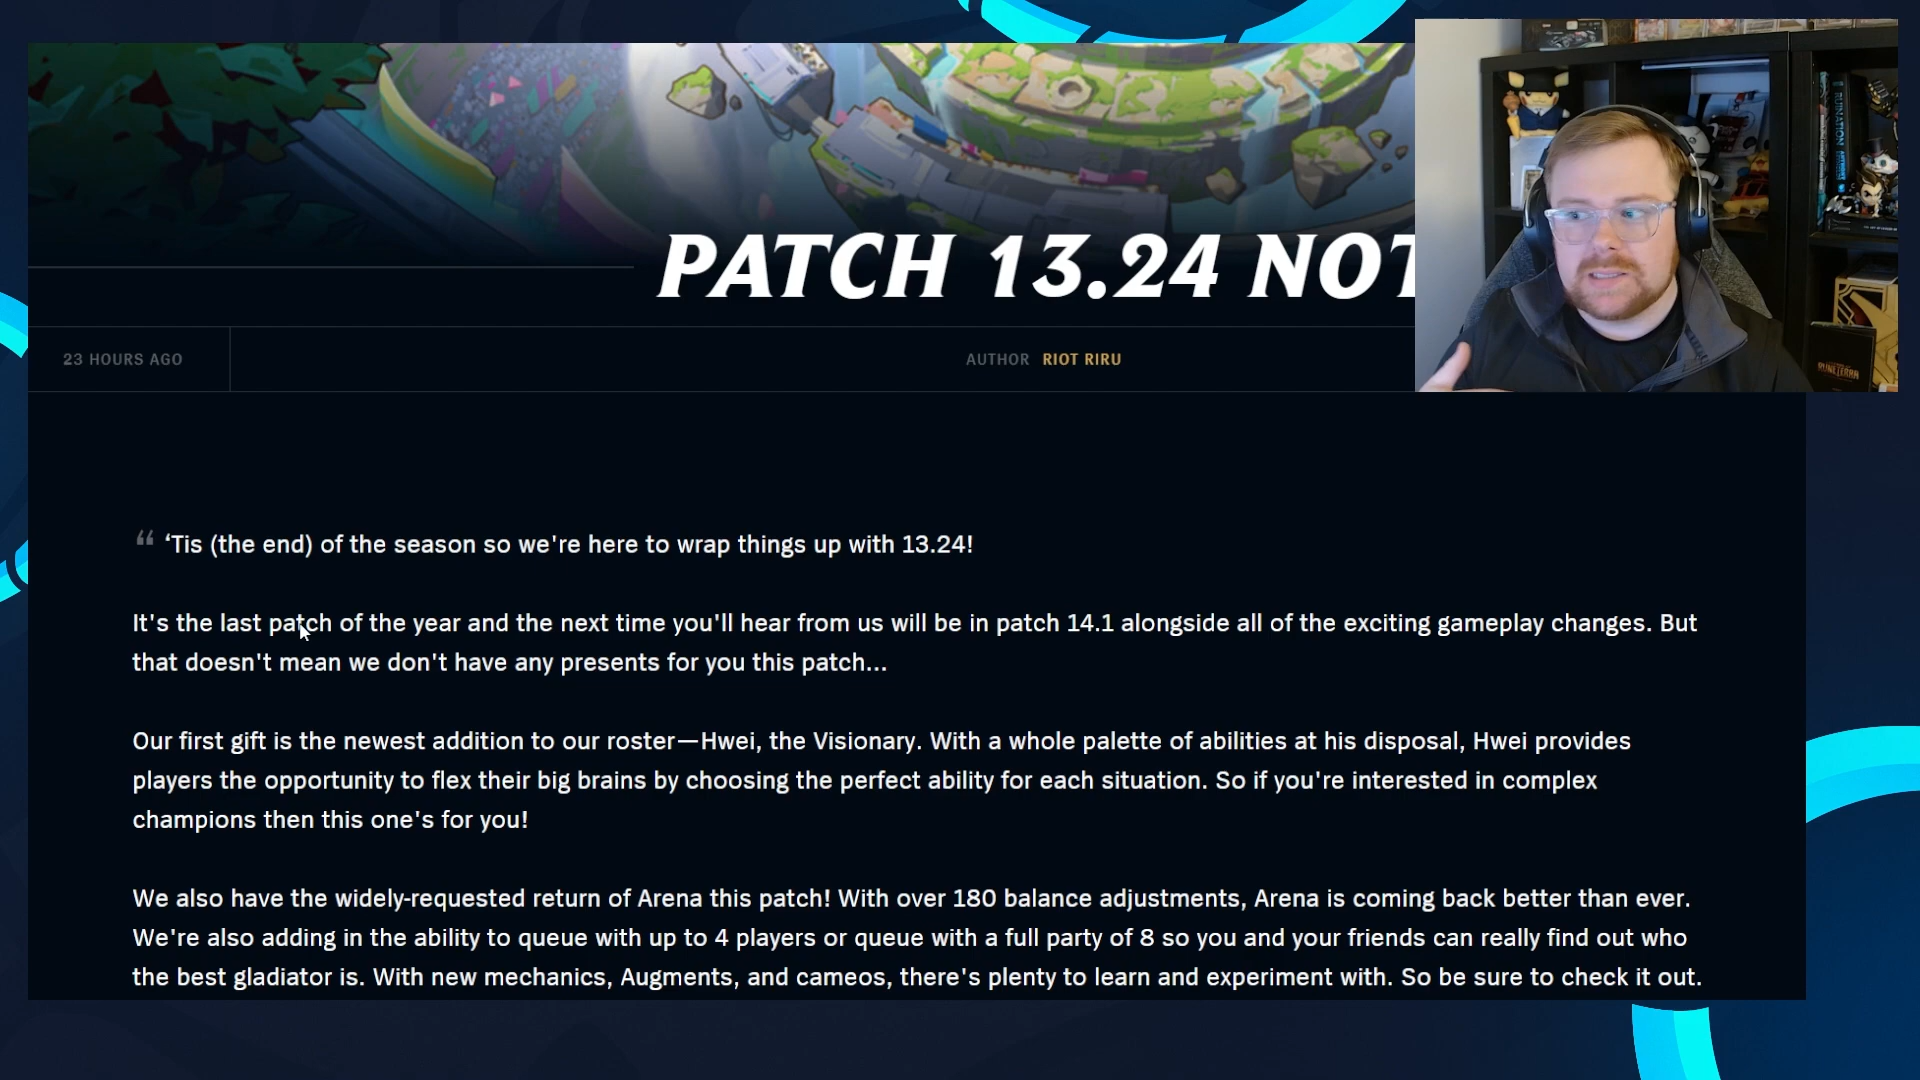 PATCH 13.24 NOT
23 HOURS AGO
AUTHOR RIOT RIRU
“ ‘Tis (the end) of the season so we're here to wrap things up with 13.24!
It's the last patch of the year and the next time you'll hear from us will be in patch 14.1 alongside all of the exciting gameplay changes. But
that doesn't mean we don't have any presents for you this patch...
Our first gift is the newest addition to our roster—Hwei, the Visionary. With a whole palette of abilities at his disposal, Hwei provides
players the opportunity to flex their big brains by choosing the perfect ability for each situation. So if you're interested in complex
champions then this one's for you!
We also have the widely-requested return of Arena this patch! With over 180 balance adjustments, Arena is coming back better than ever.
We're also adding in the ability to queue with up to 4 players or queue with a full party of 8 so you and your friends can really find out who
the best gladiator is. With new mechanics, Augments, and cameos, there's plenty to learn and experiment with. So be sure to check it out.
RUINATION
RUNETERRA